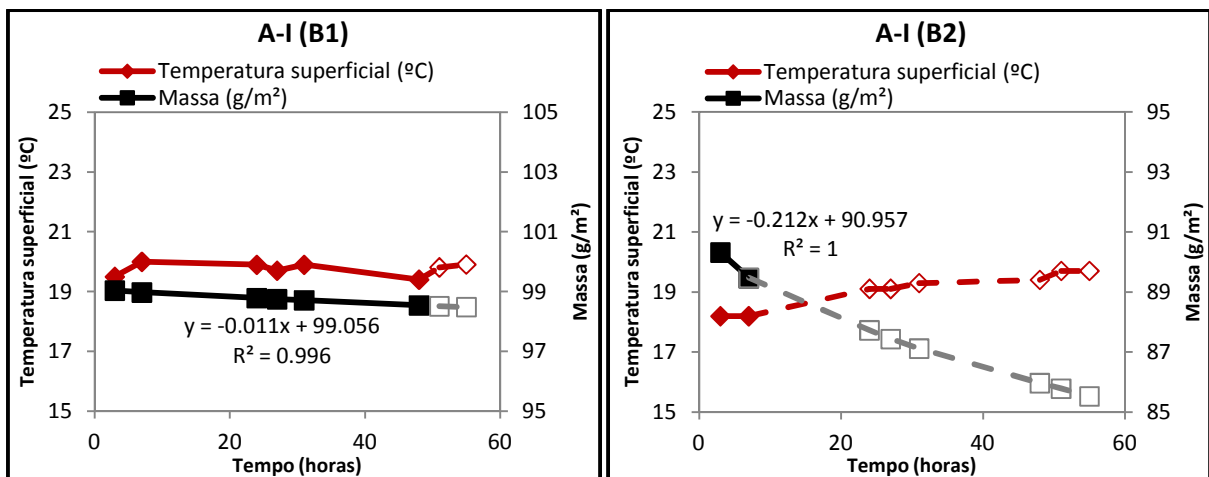 A-I (B1)
Temperatura superficial (ºC)
Massa (g/m²)
25
23
21
19
17
15
105
103
101
99
97
95
y = -0.011x + 99.056
R² = 0.996
0
20
40
60
Temperatura superficial (ºC)
Massa (g/m²)
Tempo (horas)
A-I (B2)
Temperatura superficial (ºC)
Massa (g/m²)
25
23
21
19
17
15
95
93
91
89
87
85
y = -0.212x + 90.957
R² = 1
0
20
40
60
Temperatura superficial (ºC)
Massa (g/m²)
Tempo (horas)